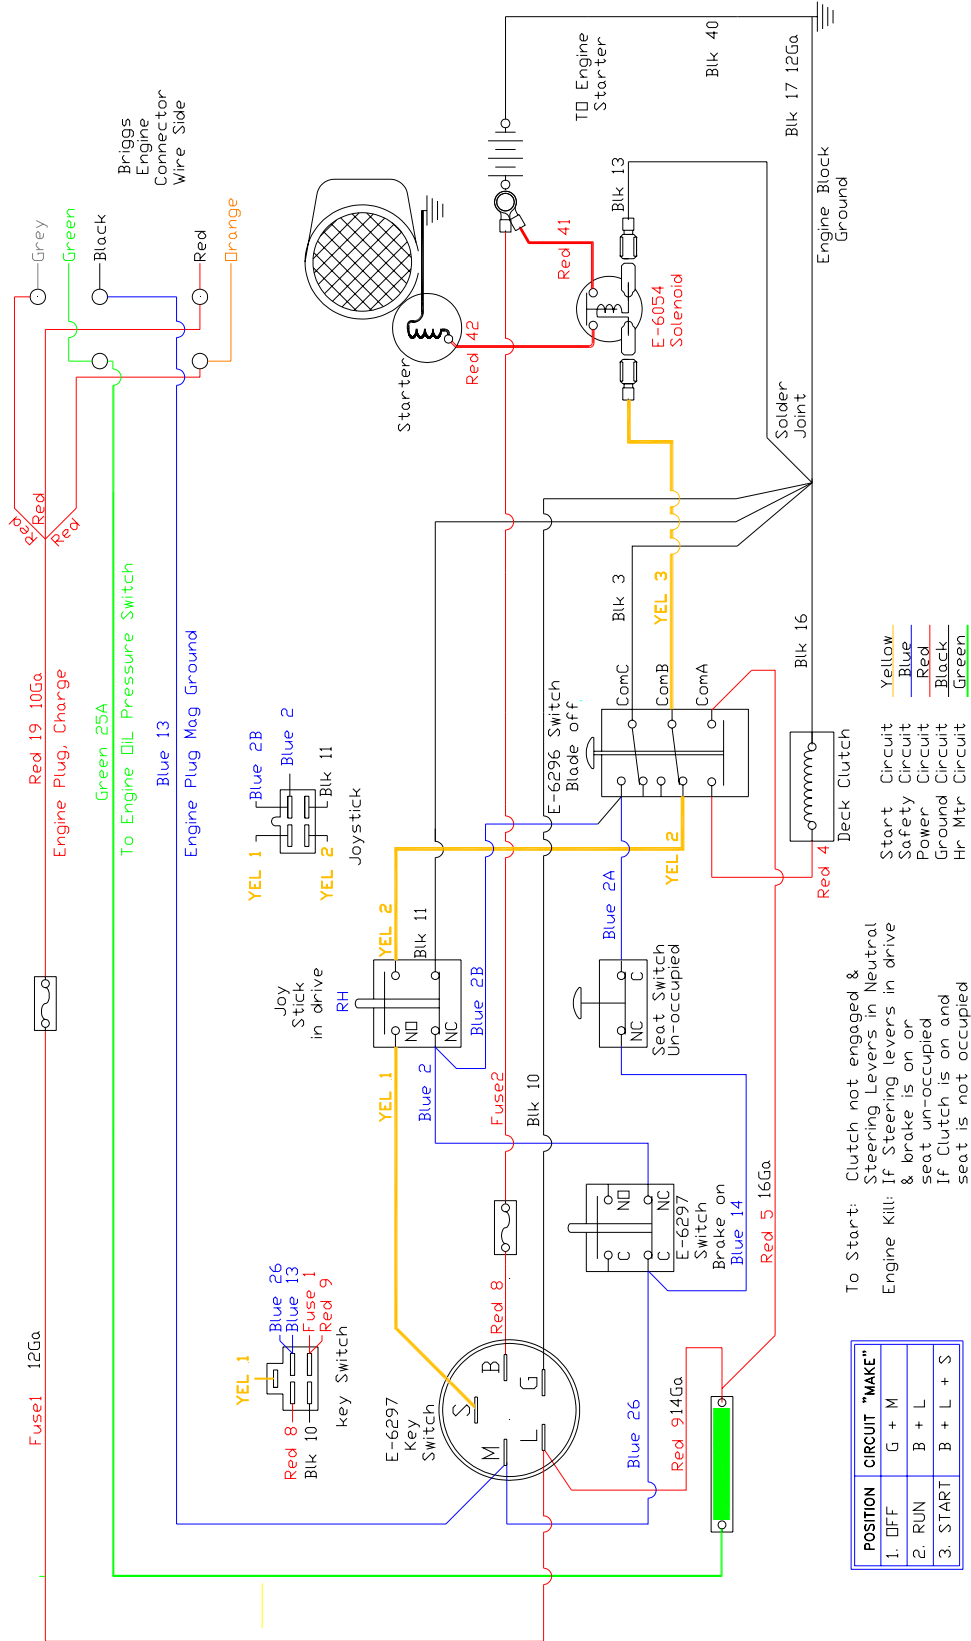 Fuse1 12Ga
Red 19 10Ga
Engine Plug, Charge
Red
Red
Red
Green 25A
To Engine OiL Pressure Switch
Blue 13
Engine Plug Mag Ground
Grey
Green
Black
Red
Orange
Briggs
Engine
Connector
Wire Side
YEL 1
Blue 26
Blue 13
Fuse 1
Red 9
Red 8
Blk 10
key Switch
Blue 2B
Blue 2
YEL 1
YEL 2
Blk 11
Joystick
Joy
Stick
in drive
RH
NO
NC
YEL 1
Blue 2
YEL 2
Blk 11
Blue 2B
Starter
Red 42
Red 41
TO Engine
Starter
E-6054
Solenoid
Blk 13
Blk 40
Blk 17 12Ga
Engine Block
Ground
Solder
Joint
E-6297
Key
Switch
M
S
B
L
G
Red 8
Fuse2
Blk 10
E-6296 Switch
Blade off
ComC
ComB
ComA
Blk 3
YEL 3
YEL 2
Blue 2A
Seat Switch
Un-occupied
NC
C
C
NO
C
NC
E-6297
Switch
Brake on
Blue 14
Blue 26
Red 914Ga
Red 5 16Ga
Red 4
Deck Clutch
Blk 16
To Start: Clutch not engaged &
Steering Levers in Neutral
Engine Kill: If Steering levers in drive
& brake is on or
seat un-occupied
If Clutch is on and
seat is not occupied
Start Circuit Yellow
Safety Circuit Blue
Power Circuit Red
Ground Circuit Black
Hr Mtr Circuit Green
POSITION CIRCUIT "MAKE"
1. OFF G + M
2. RUN B + L
3. START B + L + S